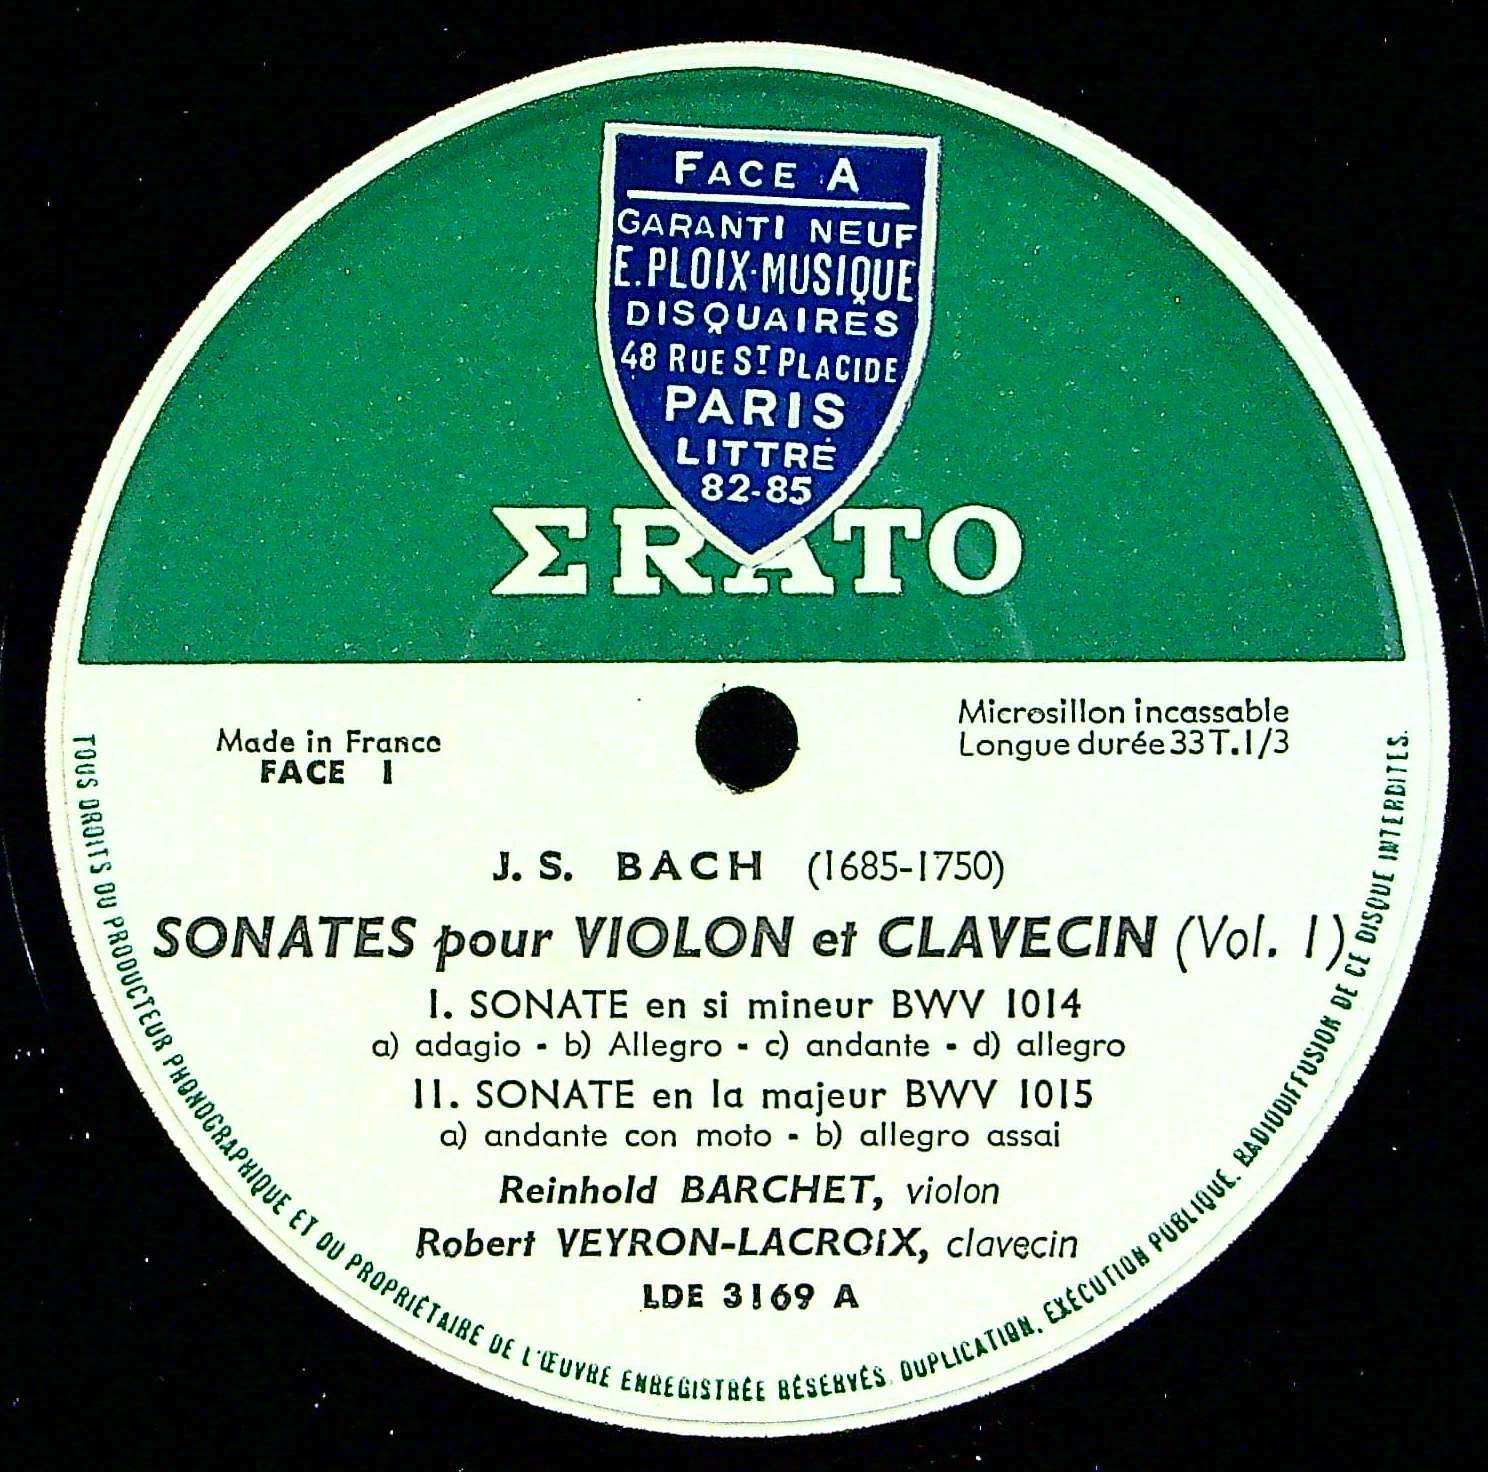 FACE A
GARANTI NEUF
E. PLOIX·MUSIQUE
DISQUAIRES
48 RUE ST PLACIDE
PARIS
LITTRÉ
82-85
ΣRATO
Made in France
FACE 1
Microsillon incassable
Longue durée 33 T. 1/3
J. S. BACH (1685-1750)
SONATES pour VIOLON et CLAVECIN (Vol. 1)
I. SONATE en si mineur BWV 1014
a) adagio - b) Allegro - c) andante - d) allegro
II. SONATE en la majeur BWV 1015
a) andante con moto - b) allegro assai
Reinhold BARCHET, violon
Robert VEYRON-LACROIX, clavecin
LDE 3169 A
TOUS DROITS DU PRODUCTEUR PHONOGRAPHIQUE ET DU PROPRIÉTAIRE DE L'ŒUVRE ENREGISTRÉE RÉSERVÉS. DUPLICATION, EXÉCUTION PUBLIQUE, RADIODIFFUSION DE CE DISQUE INTERDITES.